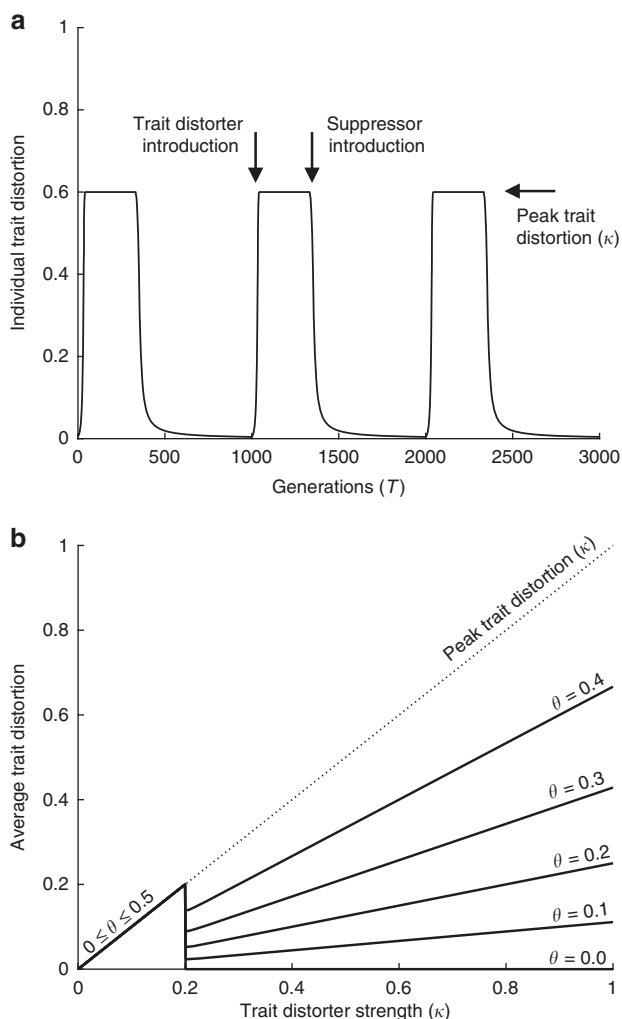 a
1
0.8
0.6
0.4
0.2
0
Individual trait distortion
Trait distorter
introduction
Suppressor
introduction
Peak trait
distortion (κ)
0
500
1000
1500
2000
2500
3000
Generations (T)
b
1
0.8
0.6
0.4
0.2
0
Average trait distortion
Peak trait distortion (κ)
0 ≤ θ ≤ 0.5
θ = 0.4
θ = 0.3
θ = 0.2
θ = 0.1
θ = 0.0
0
0.2
0.4
0.6
0.8
1
Trait distorter strength (κ)